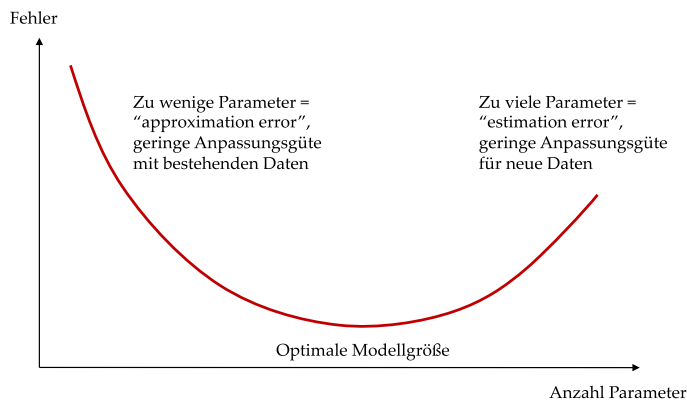 Fehler
Zu wenige Parameter =
“approximation error”,
geringe Anpassungsgüte
mit bestehenden Daten
Zu viele Parameter =
“estimation error”,
geringe Anpassungsgüte
für neue Daten
Optimale Modellgröße
Anzahl Parameter